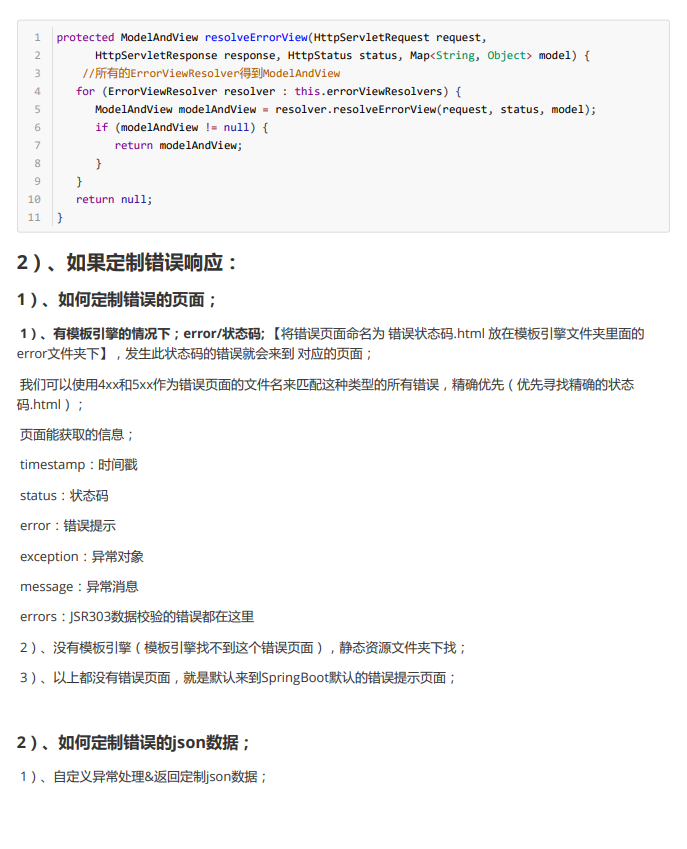 1 protected ModelAndView resolveErrorView(HttpServletRequest request,
2 HttpServletResponse response, HttpStatus status, Map<String, Object> model) {
3 //所有的ErrorViewResolver得到ModelAndView
4 for (ErrorViewResolver resolver : this.errorViewResolvers) {
5 ModelAndView modelAndView = resolver.resolveErrorView(request, status, model);
6 if (modelAndView != null) {
7 return modelAndView;
8 }
9 }
10 return null;
11 }
2）、如果定制错误响应：
1）、如何定制错误的页面；
1）、有模板引擎的情况下；error/状态码; 【将错误页面命名为 错误状态码.html 放在模板引擎文件夹里面的
error文件夹下】，发生此状态码的错误就会来到 对应的页面；
我们可以使用4xx和5xx作为错误页面的文件名来匹配这种类型的所有错误，精确优先（优先寻找精确的状态
码.html）；
页面能获取的信息；
timestamp：时间戳
status：状态码
error：错误提示
exception：异常对象
message：异常消息
errors：JSR303数据校验的错误都在这里
2）、没有模板引擎（模板引擎找不到这个错误页面），静态资源文件夹下找；
3）、以上都没有错误页面，就是默认来到SpringBoot默认的错误提示页面；
2）、如何定制错误的json数据；
1）、自定义异常处理&返回定制json数据；